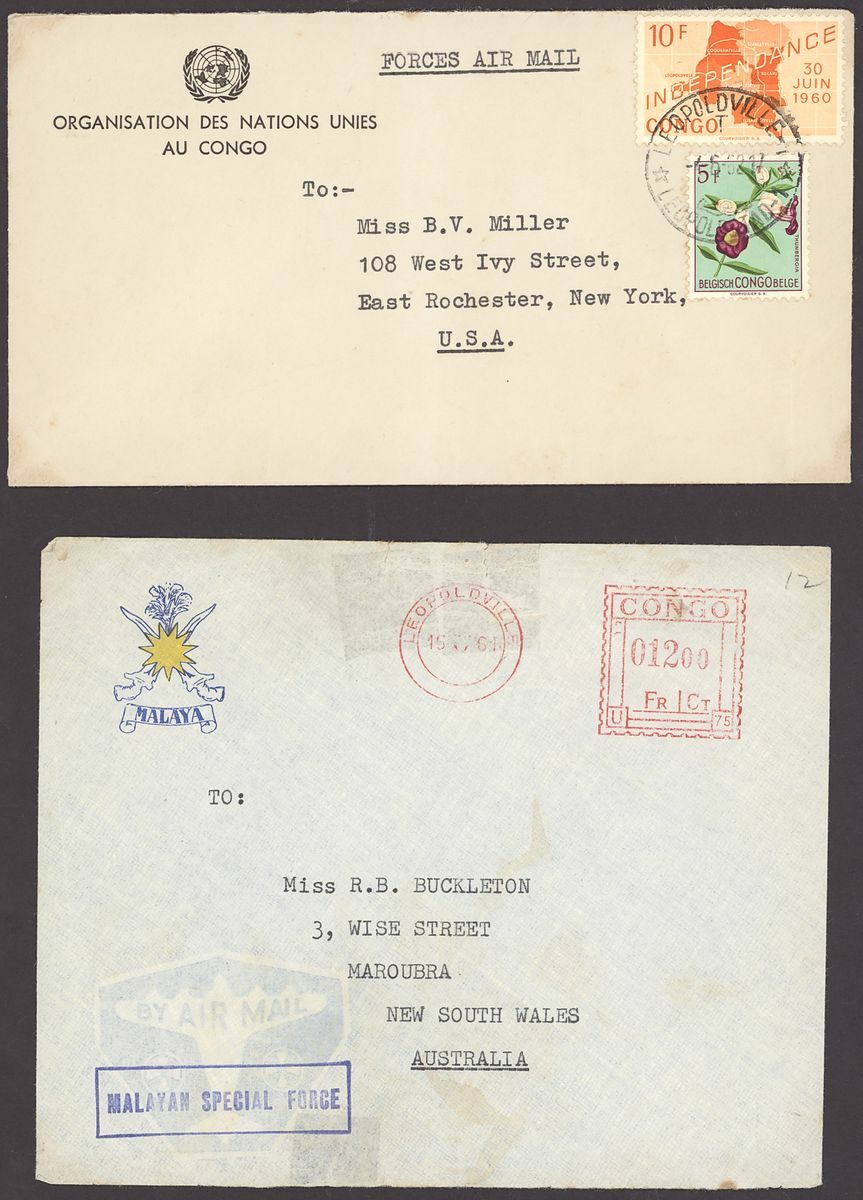 FORCES AIR MAIL
ORGANISATION DES NATIONS UNIES
AU CONGO
10F
INDEPENDANCE
30
JUIN
1960
CONGO
LEOPOLDVILLE
5F
THUNBERGIA
BELGISCH CONGO BELGE
To:-
Miss B.V. Miller
108 West Ivy Street,
East Rochester, New York,
U.S.A.
MALAYA
LEOPOLDVILLE
CONGO
01200
FR CT
U 75
12
TO:
Miss R.B. BUCKLETON
3, WISE STREET
MAROUBRA
NEW SOUTH WALES
AUSTRALIA
BY AIR MAIL
MALAYAN SPECIAL FORCE